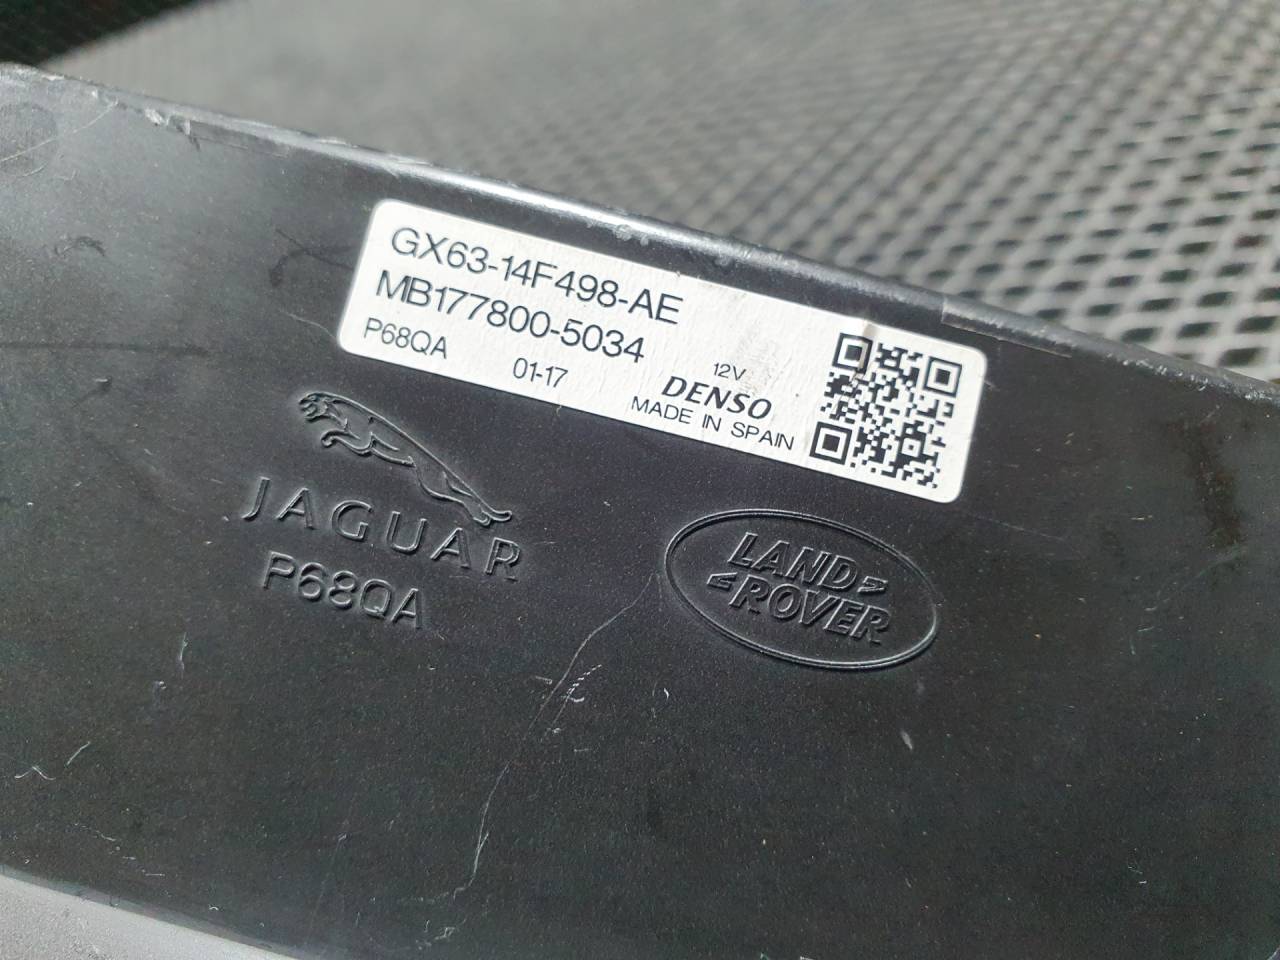 GX63-14F498-AE
MB177800-5034
P68QA
01-17
12V
DENSO
MADE IN SPAIN
JAGUAR
P68QA
LAND
ROVER